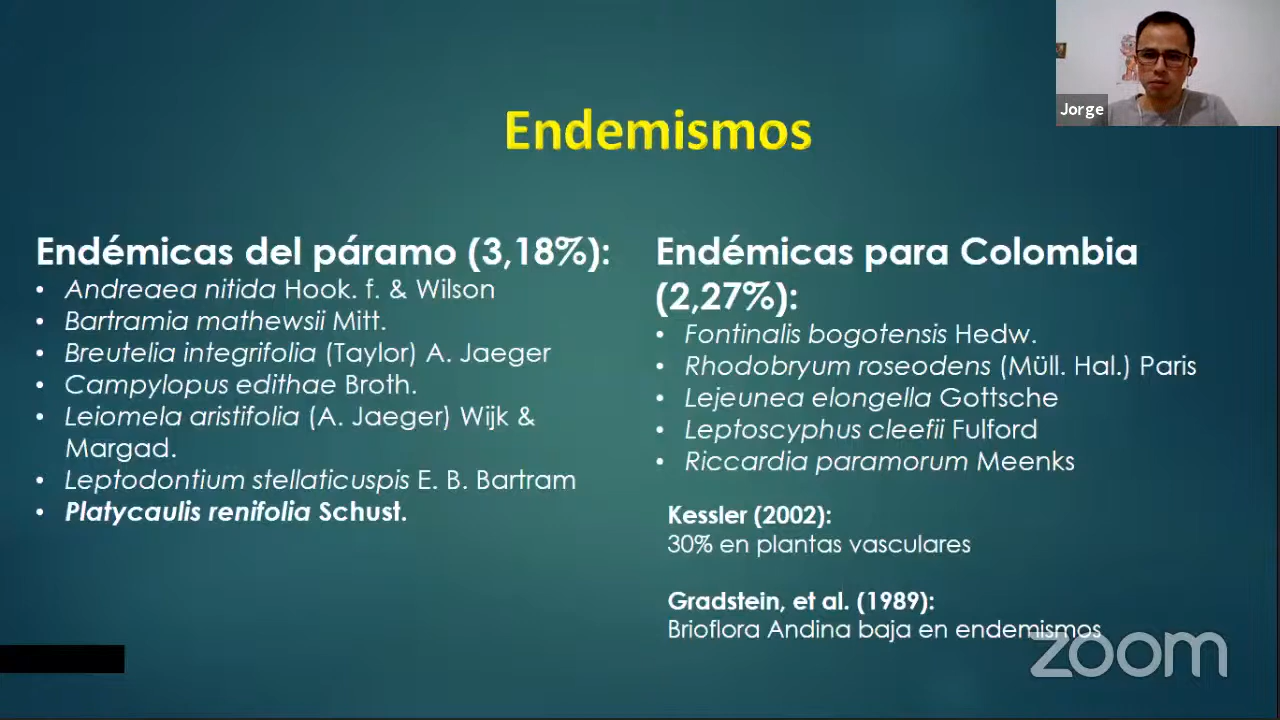 Jorge
Endemismos
Endémicas del páramo (3,18%):
• Andreaea nitida Hook. f. & Wilson
• Bartramia mathewsii Mitt.
• Breutelia integrifolia (Taylor) A. Jaeger
• Campylopus edithae Broth.
• Leiomela aristifolia (A. Jaeger) Wijk &
Margad.
• Leptodontium stellaticuspis E. B. Bartram
• Platycaulis renifolia Schust.
Endémicas para Colombia
(2,27%):
• Fontinalis bogotensis Hedw.
• Rhodobryum roseodens (Müll. Hal.) Paris
• Lejeunea elongella Gottsche
• Leptoscyphus cleefii Fulford
• Riccardia paramorum Meenks
Kessler (2002):
30% en plantas vasculares
Gradstein, et al. (1989):
Brioflora Andina baja en endemismos
zoom